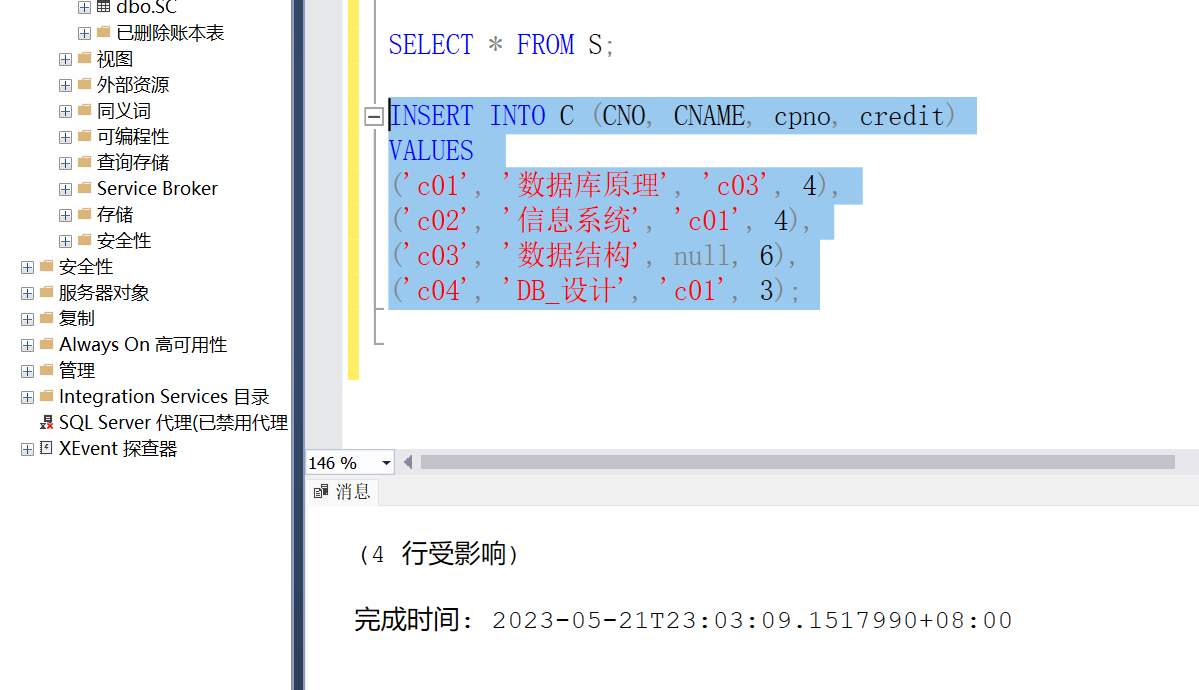 dbo.SC
已删除账本表
视图
外部资源
同义词
可编程性
查询存储
Service Broker
存储
安全性
安全性
服务器对象
复制
Always On 高可用性
管理
Integration Services 目录
SQL Server 代理(已禁用代理
XEvent 探查器
SELECT * FROM S;
INSERT INTO C (CNO, CNAME, cpno, credit)
VALUES
('c01', '数据库原理', 'c03', 4),
('c02', '信息系统', 'c01', 4),
('c03', '数据结构', null, 6),
('c04', 'DB_设计', 'c01', 3);
146 %
消息
(4 行受影响)
完成时间: 2023-05-21T23:03:09.1517990+08:00